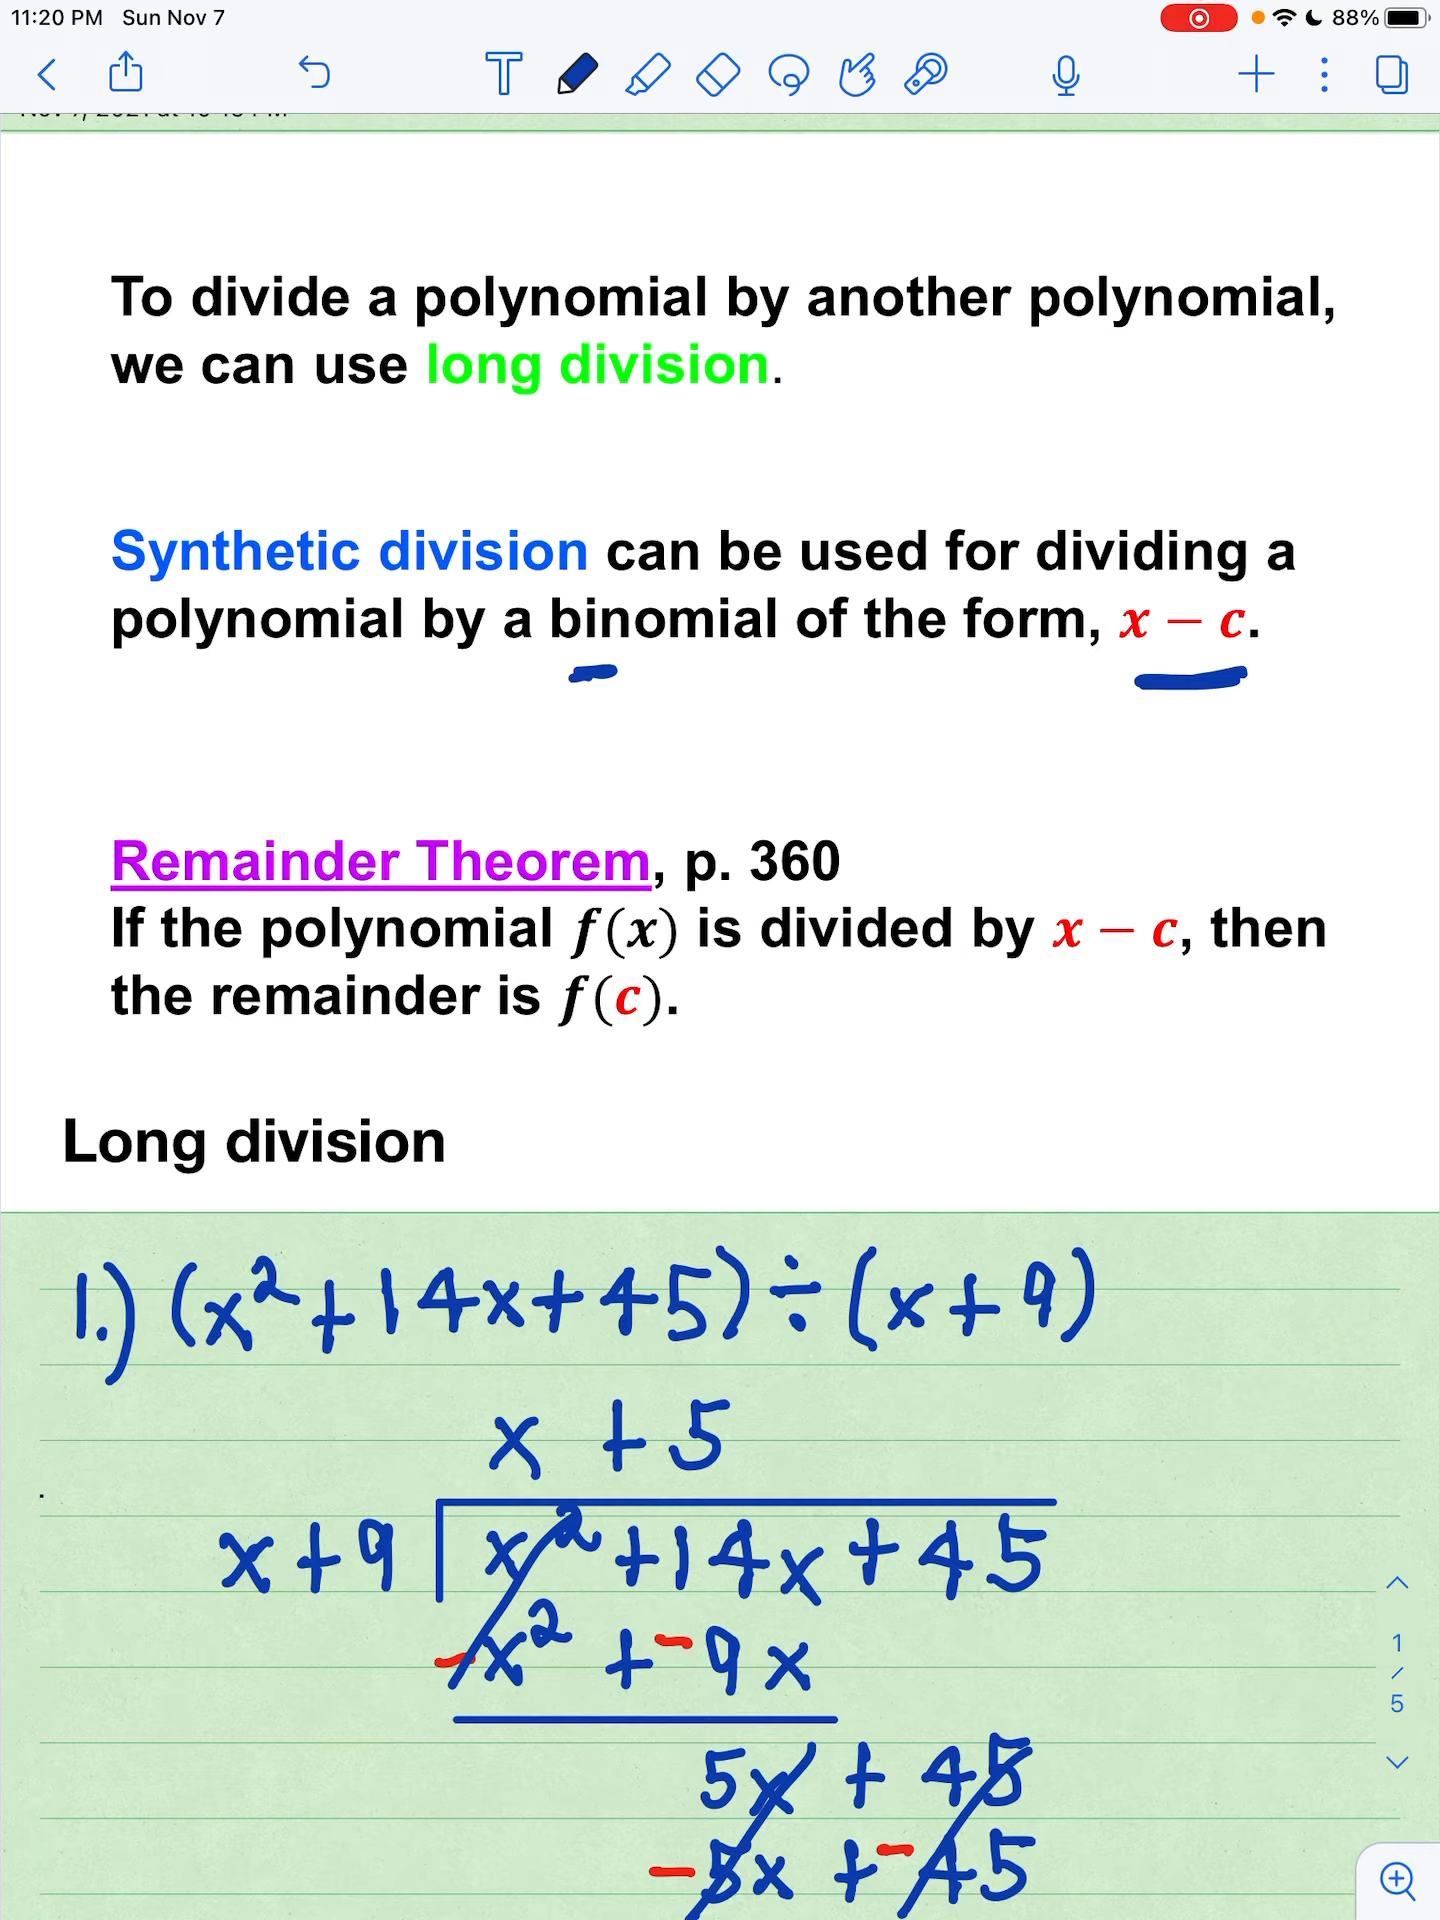 11:20 PM Sun Nov 7 88%
To divide a polynomial by another polynomial,
we can use long division.
Synthetic division can be used for dividing a
polynomial by a binomial of the form, x − c.
Remainder Theorem, p. 360
If the polynomial f(x) is divided by x − c, then
the remainder is f(c).
Long division
1.) (x²+14x+45)÷(x+9)
x + 5
x+9 x²+14x+45
-x² +-9x
5x + 45
-5x +-45
1
/
5